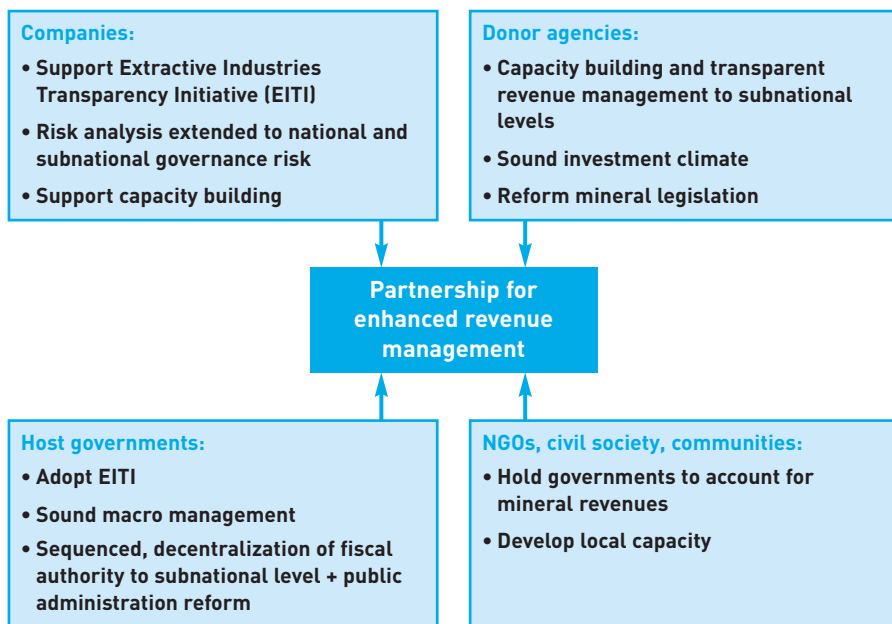 Companies:
• Support Extractive Industries
Transparency Initiative (EITI)
• Risk analysis extended to national and
subnational governance risk
• Support capacity building
Donor agencies:
• Capacity building and transparent
revenue management to subnational
levels
• Sound investment climate
• Reform mineral legislation
Partnership for
enhanced revenue
management
Host governments:
• Adopt EITI
• Sound macro management
• Sequenced, decentralization of fiscal
authority to subnational level + public
administration reform
NGOs, civil society, communities:
• Hold governments to account for
mineral revenues
• Develop local capacity